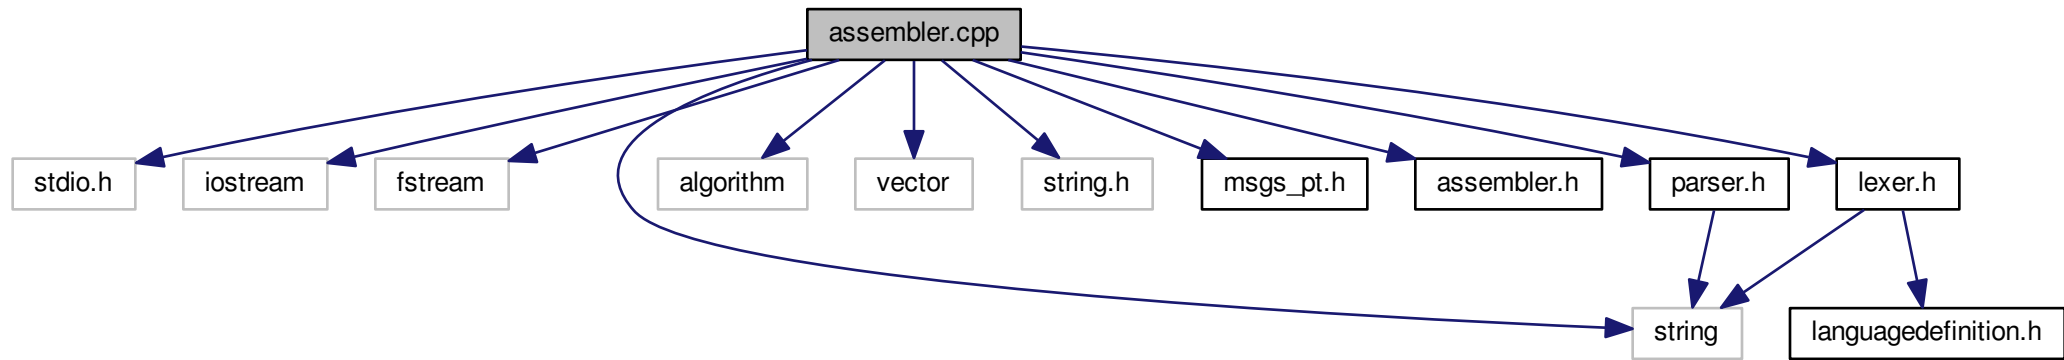 assembler.cpp
stdio.h
iostream
fstream
algorithm
vector
string.h
msgs_pt.h
assembler.h
parser.h
lexer.h
string
languagedefinition.h